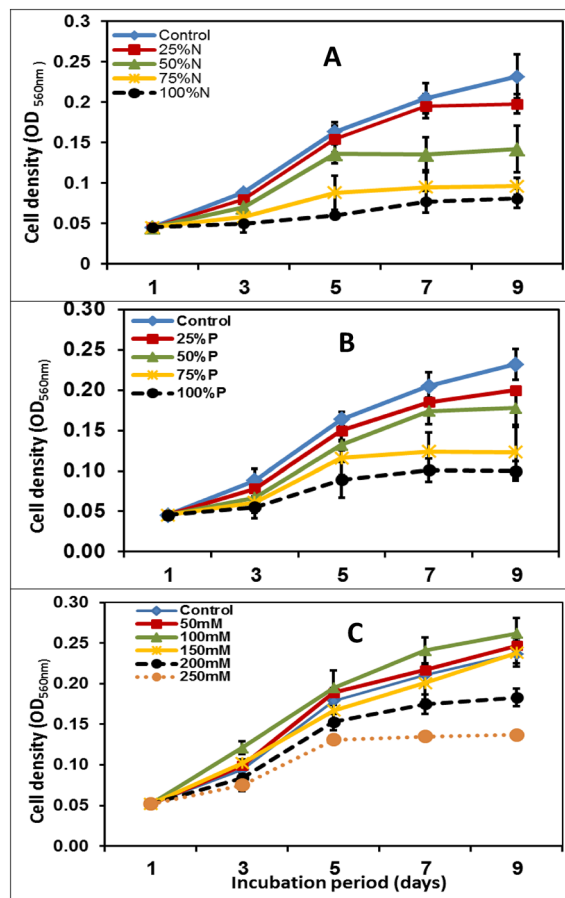 A
Control
25%N
50%N
75%N
100%N
Cell density (OD 560nm)
0.3
0.25
0.2
0.15
0.1
0.05
0
1 3 5 7 9
B
Control
25%P
50%P
75%P
100%P
Cell density (OD560nm)
0.30
0.25
0.20
0.15
0.10
0.05
0.00
1 3 5 7 9
C
Control
50mM
100mM
150mM
200mM
250mM
Cell density (OD560nm)
0.30
0.25
0.20
0.15
0.10
0.05
0.00
1 3 5 7 9
Incubation period (days)